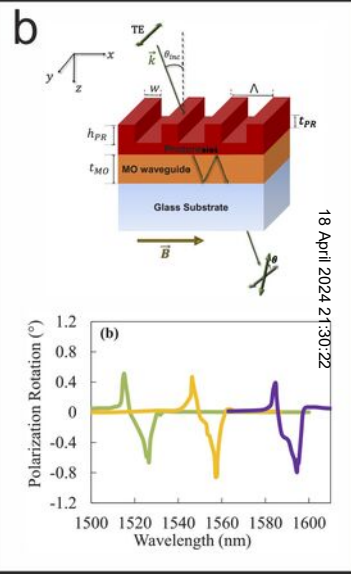 b
TE
k
θinc
x
y
z
w
Λ
hPR
tPR
tMO
MO waveguide
Glass Substrate
B
θ
18 April 2024 21:30:22
(b)
Polarization Rotation (°)
1.2
0.8
0.4
0
-0.4
-0.8
-1.2
1500 1520 1540 1560 1580 1600
Wavelength (nm)